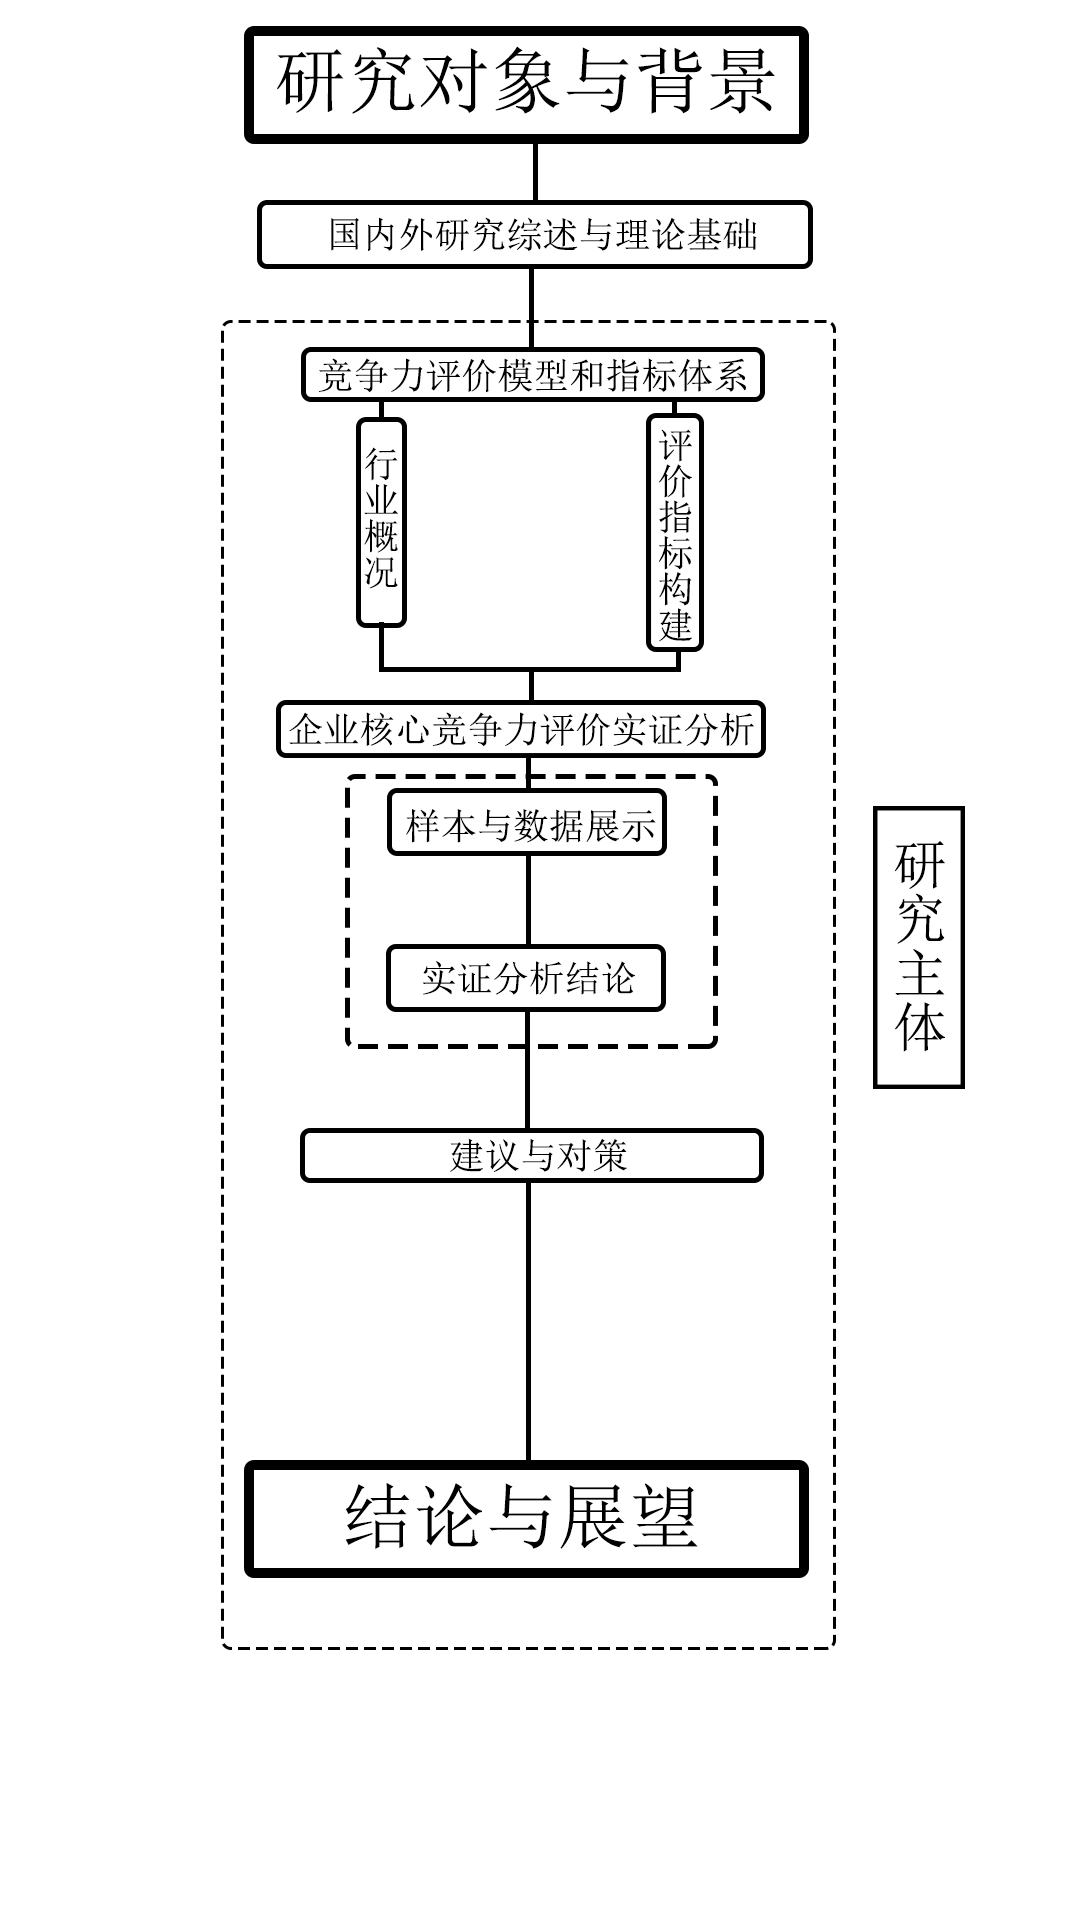 研究对象与背景
国内外研究综述与理论基础
竞争力评价模型和指标体系
行业概况
评价指标构建
企业核心竞争力评价实证分析
样本与数据展示
实证分析结论
研究主体
建议与对策
结论与展望